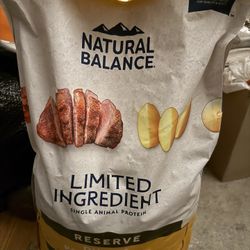 NATURAL
BALANCE
LIMITED
INGREDIENT
SINGLE ANIMAL PROTEIN
RESERVE